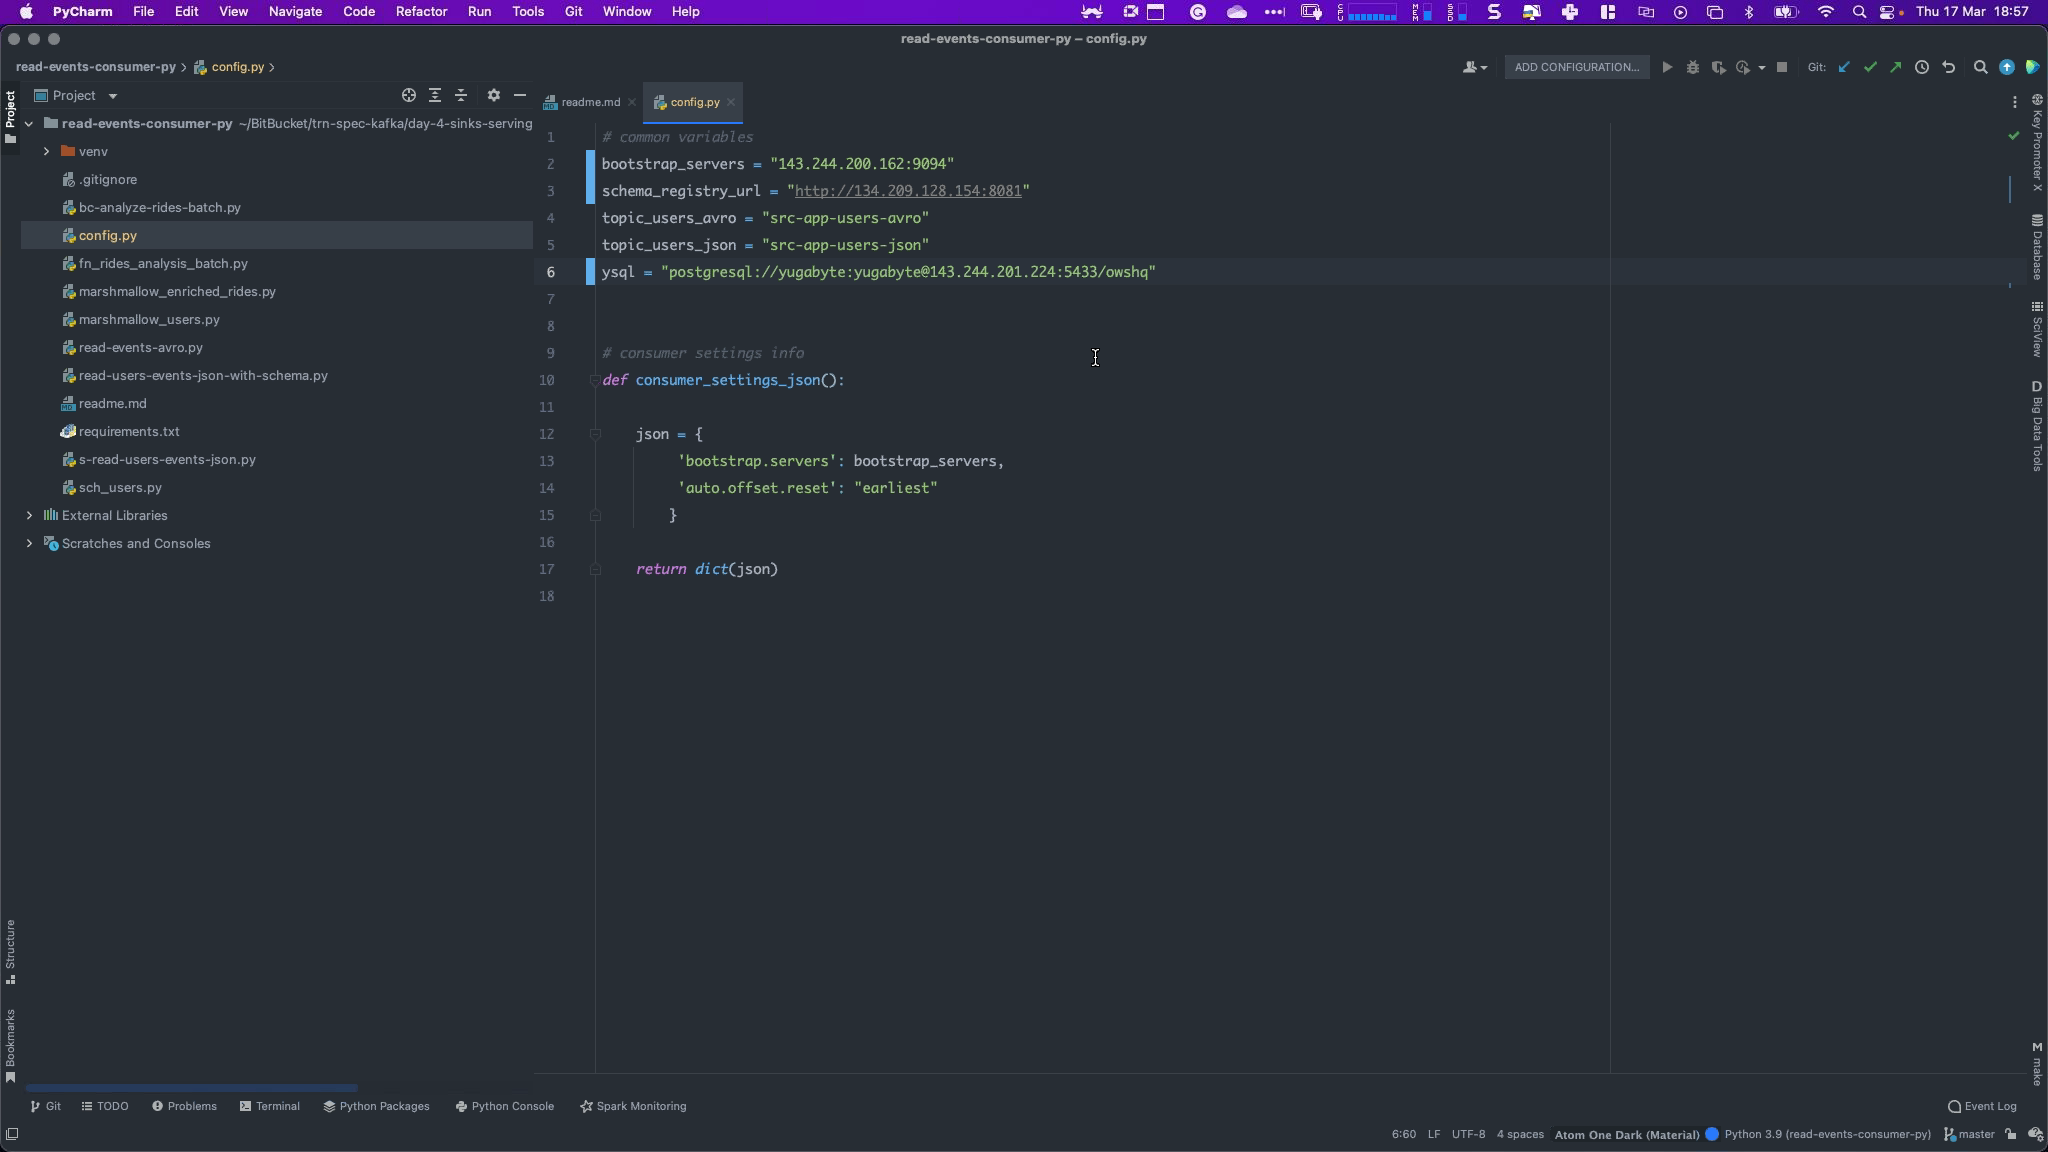 PyCharm File Edit View Navigate Code Refactor Run Tools Git Window Help Thu 17 Mar 18:57
read-events-consumer-py – config.py
read-events-consumer-py config.py ADD CONFIGURATION... Git:
Project
readme.md config.py
read-events-consumer-py ~/BitBucket/trn-spec-kafka/day-4-sinks-serving
venv
.gitignore
bc-analyze-rides-batch.py
config.py
fn_rides_analysis_batch.py
marshmallow_enriched_rides.py
marshmallow_users.py
read-events-avro.py
read-users-events-json-with-schema.py
readme.md
requirements.txt
s-read-users-events-json.py
sch_users.py
External Libraries
Scratches and Consoles
1 # common variables
2 bootstrap_servers = "143.244.200.162:9094"
3 schema_registry_url = "http://134.209.128.154:8081"
4 topic_users_avro = "src-app-users-avro"
5 topic_users_json = "src-app-users-json"
6 ysql = "postgresql://yugabyte:yugabyte@143.244.201.224:5433/owshq"
7
8
9 # consumer settings info
10 def consumer_settings_json():
11
12 json = {
13 'bootstrap.servers': bootstrap_servers,
14 'auto.offset.reset': "earliest"
15 }
16
17 return dict(json)
18
Project
Structure
Bookmarks
Key Promoter X
Database
SciView
D Big Data Tools
M make
Git TODO Problems Terminal Python Packages Python Console Spark Monitoring Event Log
6:60 LF UTF-8 4 spaces Atom One Dark (Material) Python 3.9 (read-events-consumer-py) master